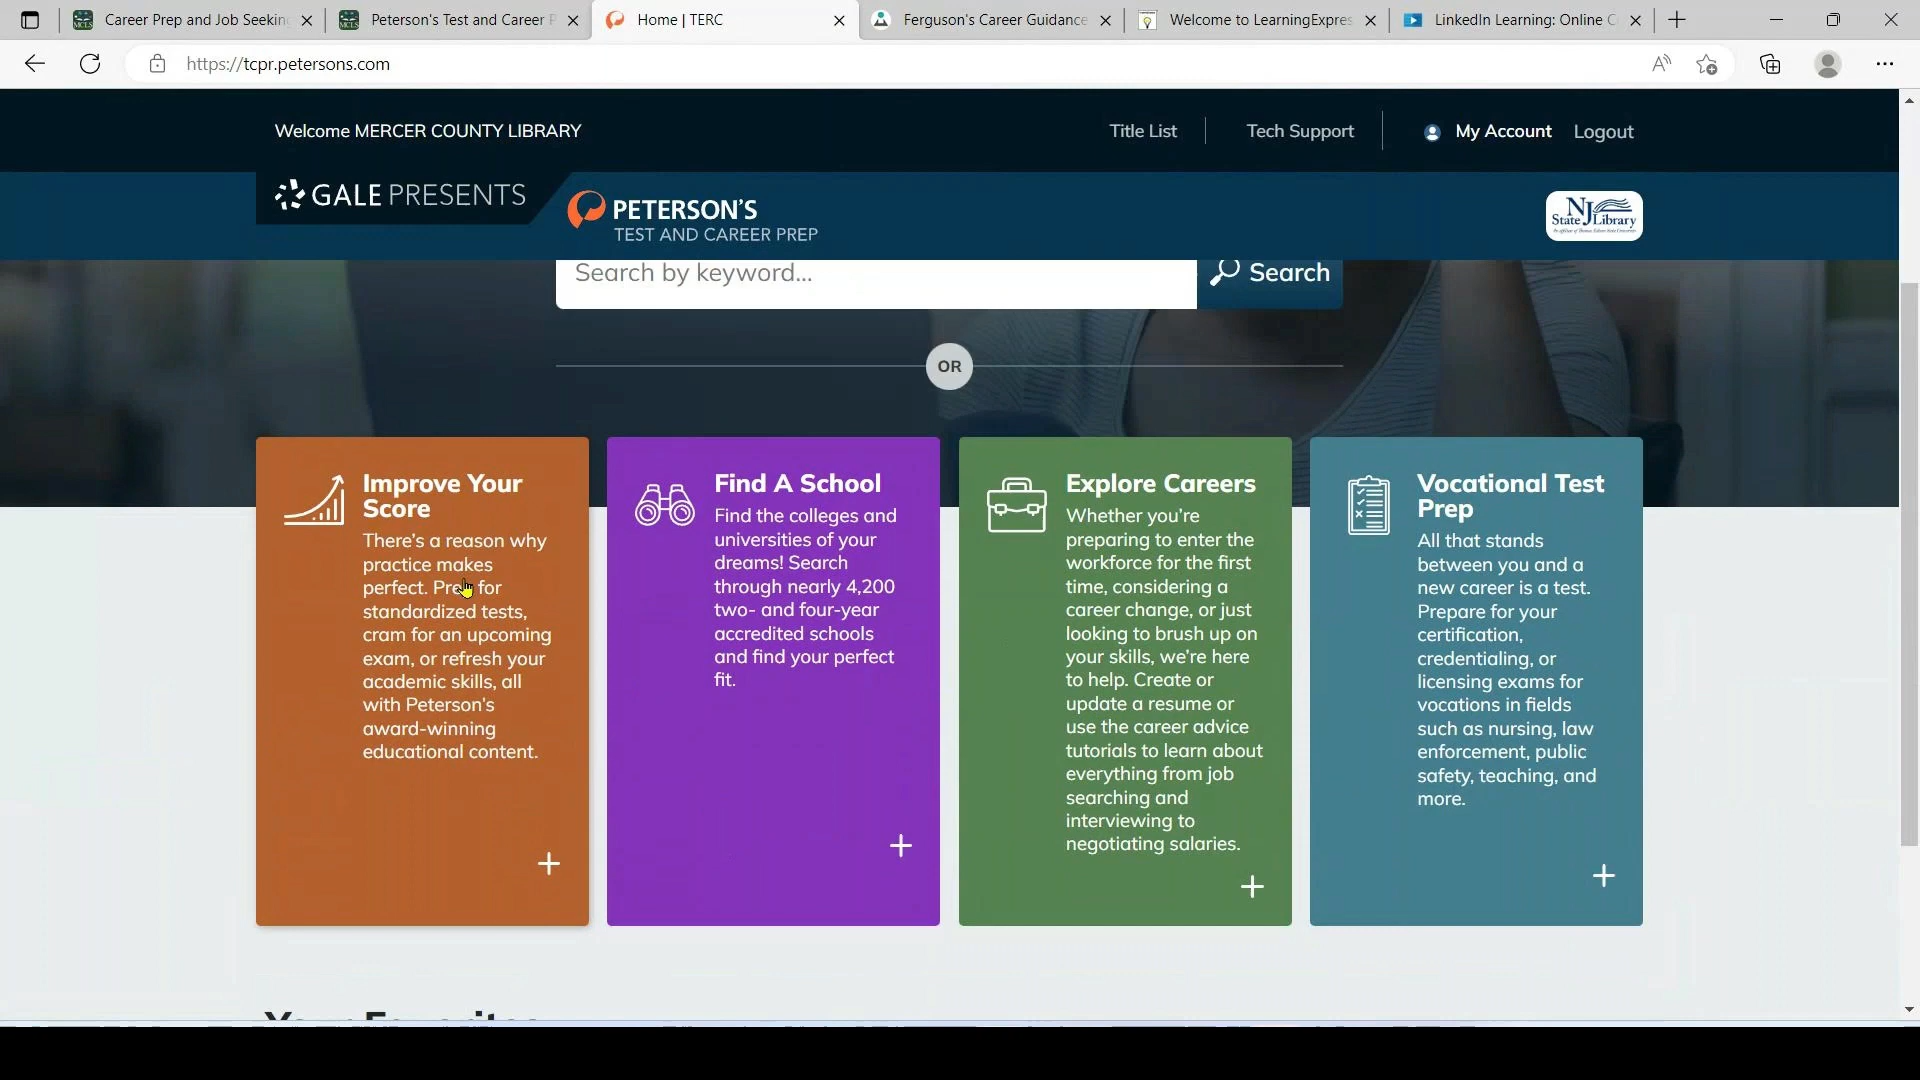 Career Prep and Job Seekin
Peterson's Test and Career P
Home | TERC
Ferguson's Career Guidance
Welcome to LearningExpres
LinkedIn Learning: Online C
https://tcpr.petersons.com
Welcome MERCER COUNTY LIBRARY
Title List
Tech Support
My Account
Logout
GALE PRESENTS
PETERSON'S
TEST AND CAREER PREP
NJ
State Library
Search by keyword...
Search
OR
Improve Your
Score
There's a reason why
practice makes
perfect. Prep for
standardized tests,
cram for an upcoming
exam, or refresh your
academic skills, all
with Peterson's
award-winning
educational content.
Find A School
Find the colleges and
universities of your
dreams! Search
through nearly 4,200
two- and four-year
accredited schools
and find your perfect
fit.
Explore Careers
Whether you're
preparing to enter the
workforce for the first
time, considering a
career change, or just
looking to brush up on
your skills, we're here
to help. Create or
update a resume or
use the career advice
tutorials to learn about
everything from job
searching and
interviewing to
negotiating salaries.
Vocational Test
Prep
All that stands
between you and a
new career is a test.
Prepare for your
certification,
credentialing, or
licensing exams for
vocations in fields
such as nursing, law
enforcement, public
safety, teaching, and
more.
Your Favorites